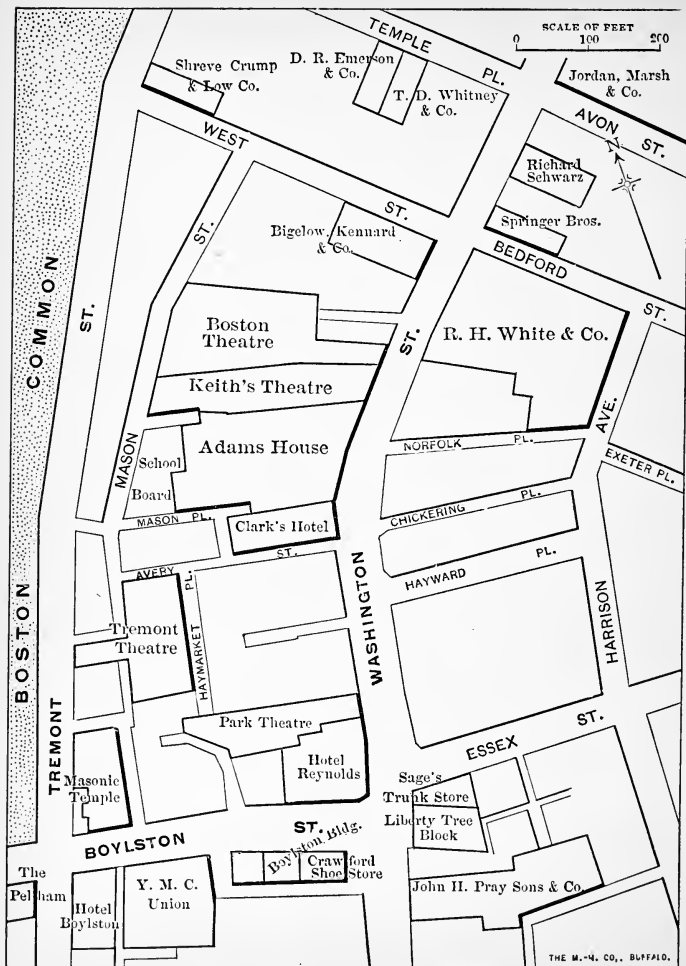 TEMPLE PL.
SCALE OF FEET
0 100 200
Shreve Crump
& Low Co.
D. R. Emerson
& Co.
T. D. Whitney
& Co.
Jordan, Marsh
& Co.
AVON ST.
N
WEST ST.
Richard
Schwarz
Springer Bros.
BEDFORD ST.
Bigelow, Kennard
& Co.
BOSTON COMMON
TREMONT ST.
MASON ST.
WASHINGTON ST.
HARRISON AVE.
Boston
Theatre
R. H. White & Co.
Keith's Theatre
Adams House
School
Board
NORFOLK PL.
EXETER PL.
MASON PL.
Clark's Hotel
CHICKERING PL.
AVERY ST.
HAYWARD PL.
HAYMARKET PL.
Tremont
Theatre
Park Theatre
ESSEX ST.
Hotel
Reynolds
Masonic
Temple
Sage's
Trunk Store
Liberty Tree
Block
BOYLSTON ST.
Boylston Bldg.
Crawford
Shoe Store
The
Pelham
Hotel
Boylston
Y. M. C.
Union
John H. Pray Sons & Co.
THE M.-N. CO., BUFFALO.